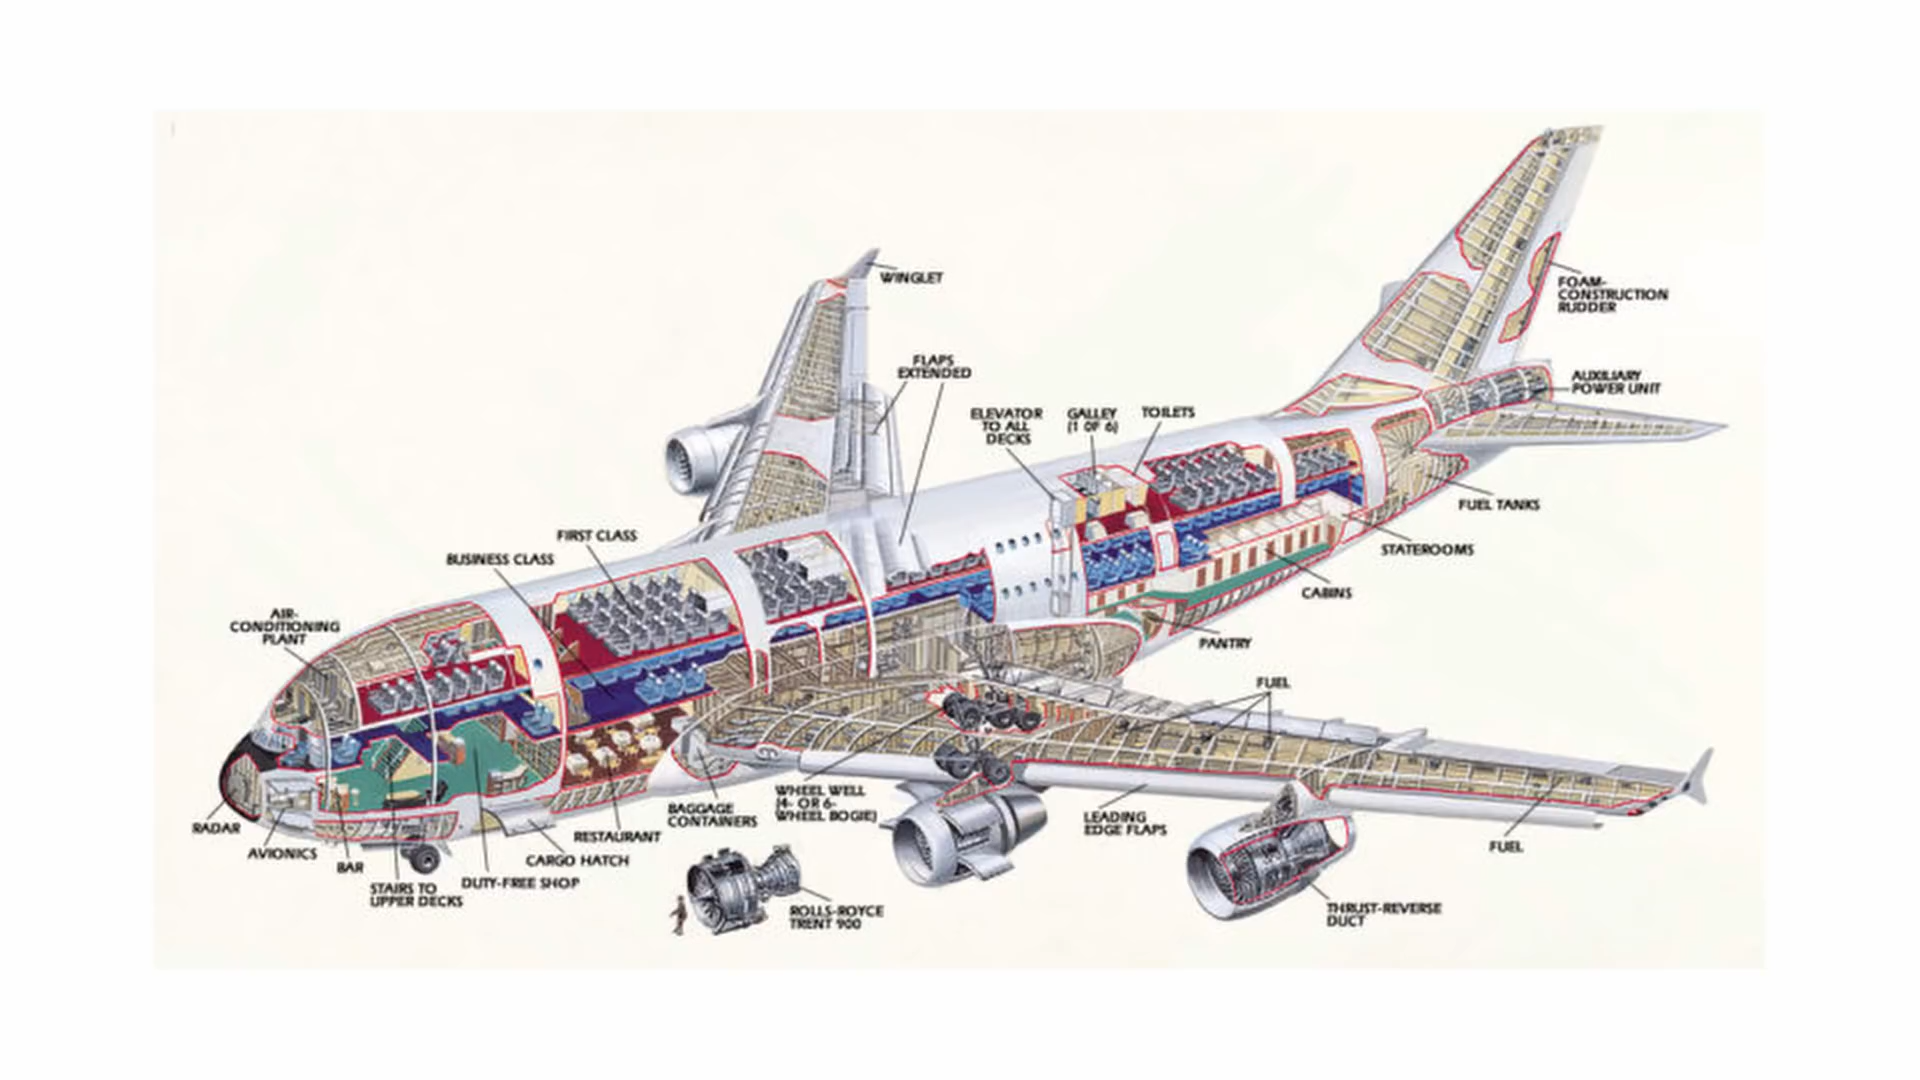 WINGLET
FOAM-
CONSTRUCTION
RUDDER
FLAPS
EXTENDED
AUXILIARY
POWER UNIT
ELEVATOR
TO ALL
DECKS
GALLEY
(1 OF 6)
TOILETS
FUEL TANKS
FIRST CLASS
BUSINESS CLASS
STATEROOMS
CABINS
AIR-
CONDITIONING
PLANT
PANTRY
FUEL
WHEEL WELL
(4- OR 6-
WHEEL BOGIE)
BAGGAGE
CONTAINERS
LEADING
EDGE FLAPS
RADAR
RESTAURANT
FUEL
AVIONICS
CARGO HATCH
BAR
DUTY-FREE SHOP
STAIRS TO
UPPER DECKS
ROLLS-ROYCE
TRENT 900
THRUST-REVERSE
DUCT